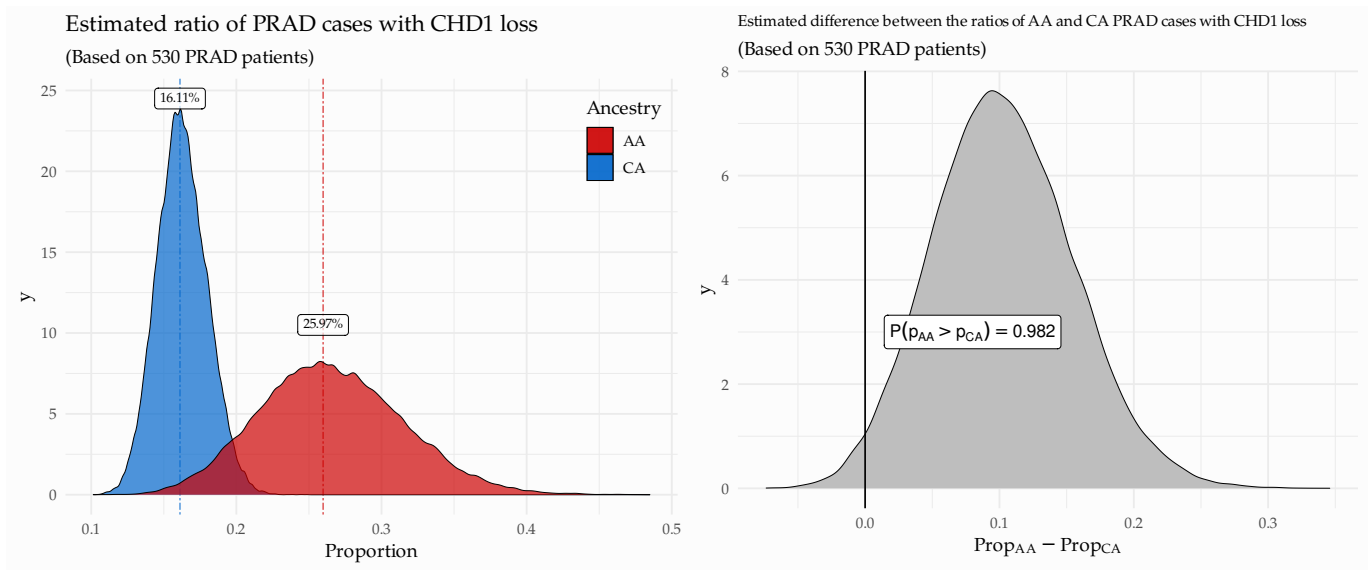 Estimated ratio of PRAD cases with CHD1 loss
(Based on 530 PRAD patients)
25
20
15
10
5
0
y
16.11%
25.97%
Ancestry
AA
CA
0.1
0.2
0.3
0.4
0.5
Proportion
Estimated difference between the ratios of AA and CA PRAD cases with CHD1 loss
(Based on 530 PRAD patients)
8
6
4
2
0
y
P(pAA > pCA) = 0.982
0.0
0.1
0.2
0.3
PropAA − PropCA